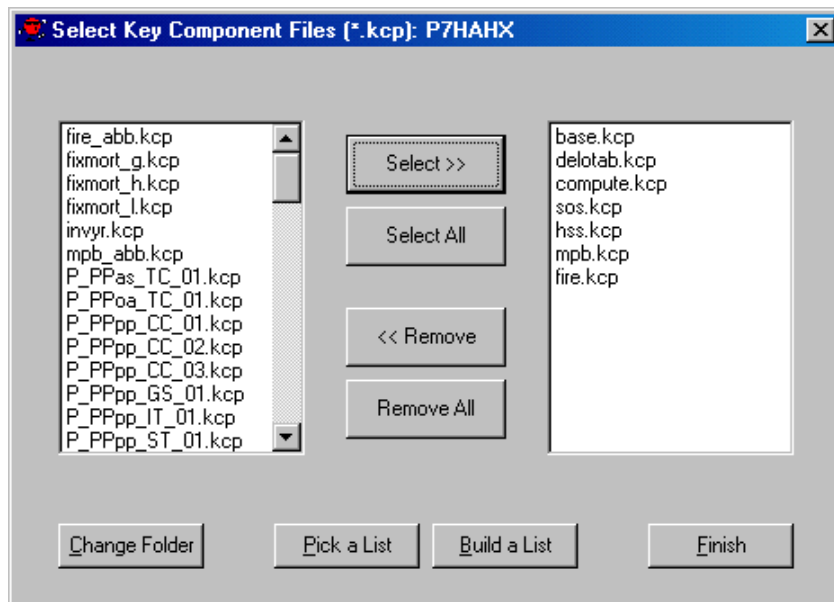 Select Key Component Files (*.kcp): P7HAHX
fire_abb.kcp
fixmort_g.kcp
fixmort_h.kcp
fixmort_l.kcp
invyr.kcp
mpb_abb.kcp
P_PPas_TC_01.kcp
P_PPoa_TC_01.kcp
P_PPpp_CC_01.kcp
P_PPpp_CC_02.kcp
P_PPpp_CC_03.kcp
P_PPpp_GS_01.kcp
P_PPpp_IT_01.kcp
P_PPpp_ST_01.kcp
Select >>
Select All
<< Remove
Remove All
base.kcp
delotab.kcp
compute.kcp
sos.kcp
hss.kcp
mpb.kcp
fire.kcp
Change Folder
Pick a List
Build a List
Finish